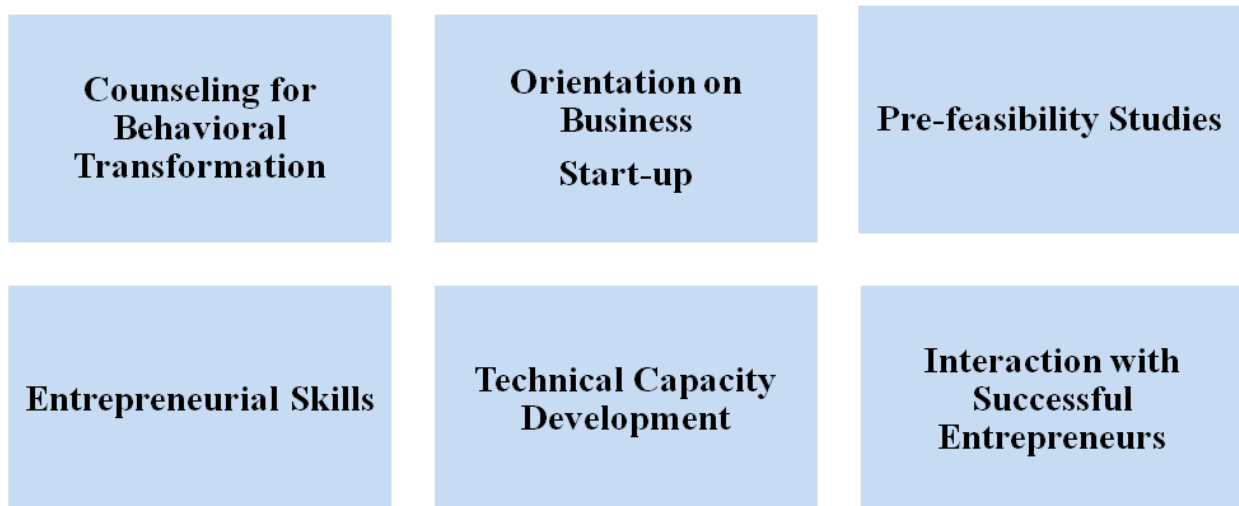 Counseling for
Behavioral
Transformation
Orientation on
Business
Start-up
Pre-feasibility Studies
Entrepreneurial Skills
Technical Capacity
Development
Interaction with
Successful
Entrepreneurs